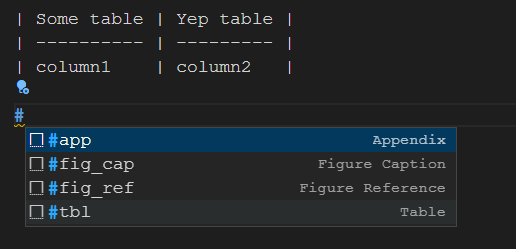 | Some table | Yep table |
| ---------- | --------- |
| column1    | column2   |
#
#app Appendix
#fig_cap Figure Caption
#fig_ref Figure Reference
#tbl Table